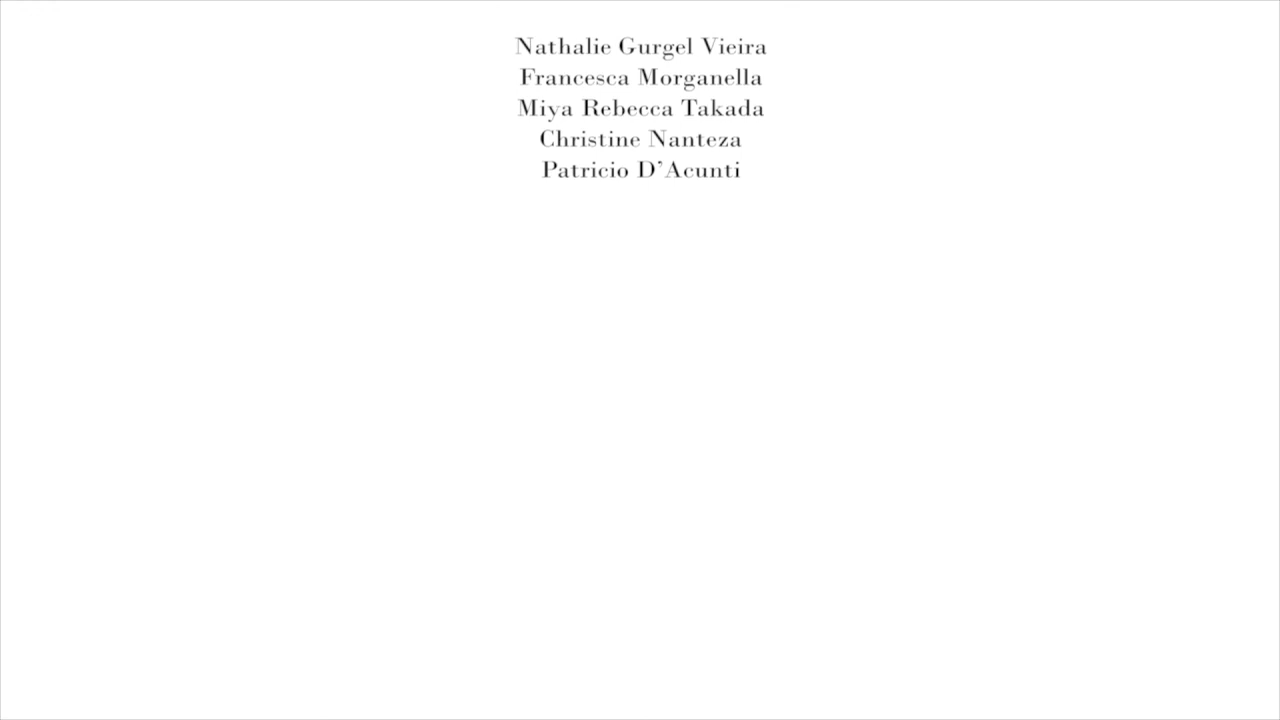 Nathalie Gurgel Vieira
Francesca Morganella
Miya Rebecca Takada
Christine Nanteza
Patricio D’Acunti